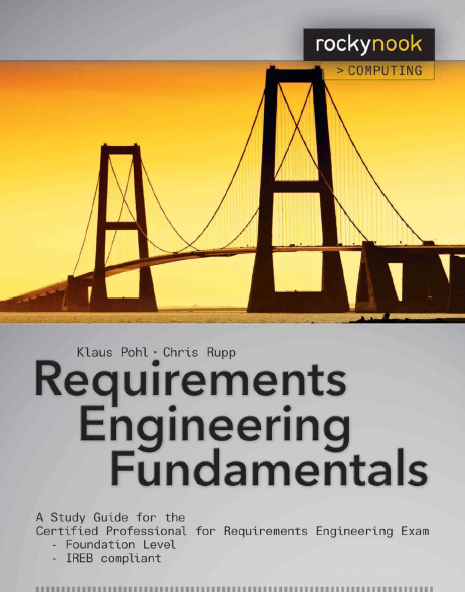 rockynook
> COMPUTING
Klaus Pohl · Chris Rupp
Requirements
Engineering
Fundamentals
A Study Guide for the
Certified Professional for Requirements Engineering Exam
- Foundation Level
- IREB compliant